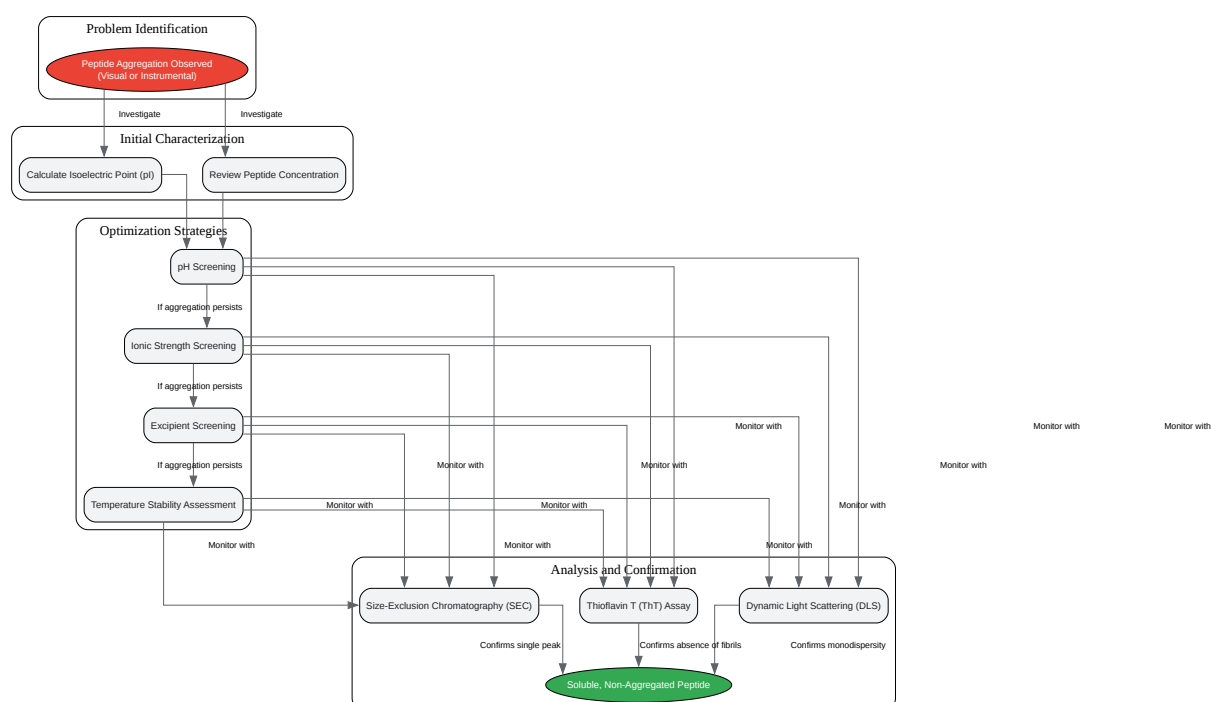 Problem Identification
Peptide Aggregation Observed
(Visual or Instrumental)
Investigate
Investigate
Initial Characterization
Calculate Isoelectric Point (pI)
Review Peptide Concentration
Optimization Strategies
pH Screening
If aggregation persists
Ionic Strength Screening
If aggregation persists
Excipient Screening
Monitor with
Monitor with
Monitor with
If aggregation persists
Monitor with
Monitor with
Monitor with
Temperature Stability Assessment
Monitor with
Monitor with
Monitor with
Monitor with
Monitor with
Monitor with
Analysis and Confirmation
Size-Exclusion Chromatography (SEC)
Thioflavin T (ThT) Assay
Dynamic Light Scattering (DLS)
Confirms single peak
Confirms absence of fibrils
Confirms monodispersity
Soluble, Non-Aggregated Peptide